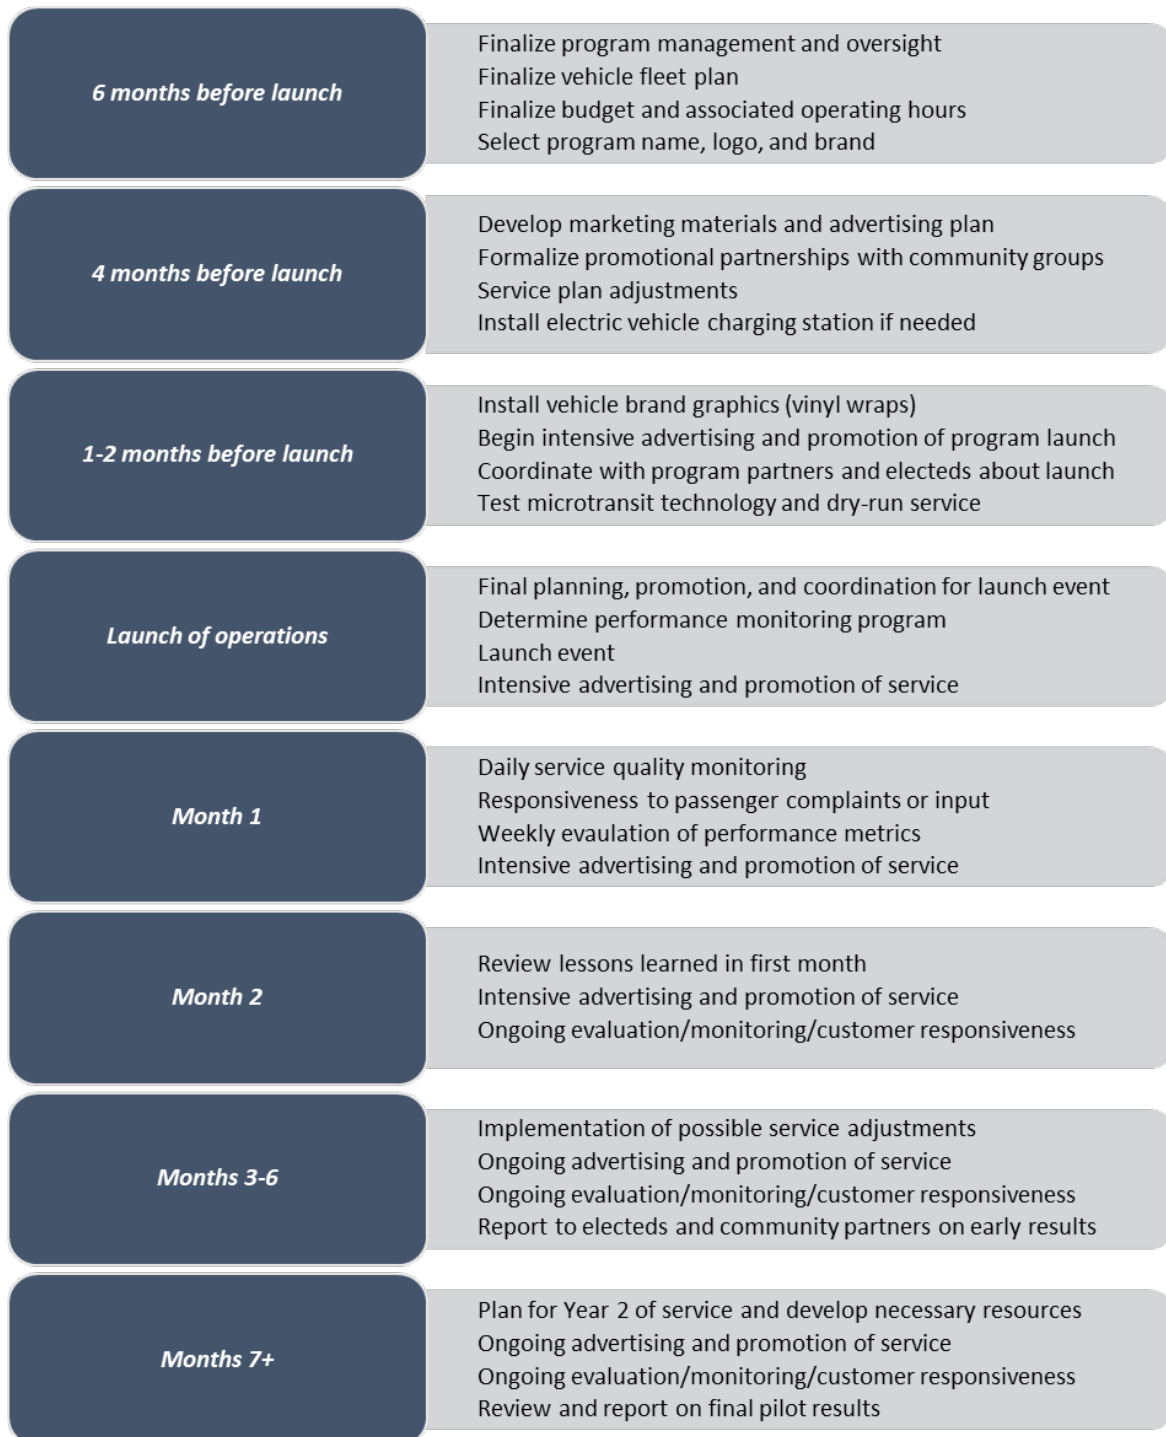 6 months before launch
Finalize program management and oversight
Finalize vehicle fleet plan
Finalize budget and associated operating hours
Select program name, logo, and brand
4 months before launch
Develop marketing materials and advertising plan
Formalize promotional partnerships with community groups
Service plan adjustments
Install electric vehicle charging station if needed
1-2 months before launch
Install vehicle brand graphics (vinyl wraps)
Begin intensive advertising and promotion of program launch
Coordinate with program partners and electeds about launch
Test microtransit technology and dry-run service
Launch of operations
Final planning, promotion, and coordination for launch event
Determine performance monitoring program
Launch event
Intensive advertising and promotion of service
Month 1
Daily service quality monitoring
Responsiveness to passenger complaints or input
Weekly evaulation of performance metrics
Intensive advertising and promotion of service
Month 2
Review lessons learned in first month
Intensive advertising and promotion of service
Ongoing evaluation/monitoring/customer responsiveness
Months 3-6
Implementation of possible service adjustments
Ongoing advertising and promotion of service
Ongoing evaluation/monitoring/customer responsiveness
Report to electeds and community partners on early results
Months 7+
Plan for Year 2 of service and develop necessary resources
Ongoing advertising and promotion of service
Ongoing evaluation/monitoring/customer responsiveness
Review and report on final pilot results